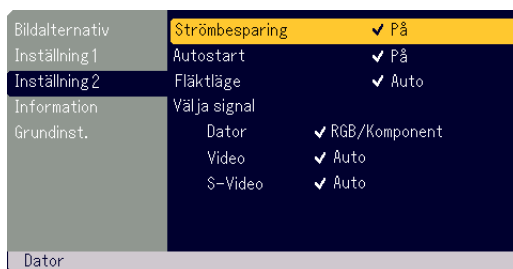 Bildalternativ
Inställning 1
Inställning 2
Information
Grundinst.
Strömbesparing ✔ På
Autostart ✔ På
Fläktläge ✔ Auto
Välja signal
Dator ✔ RGB/Komponent
Video ✔ Auto
S-Video ✔ Auto
Dator